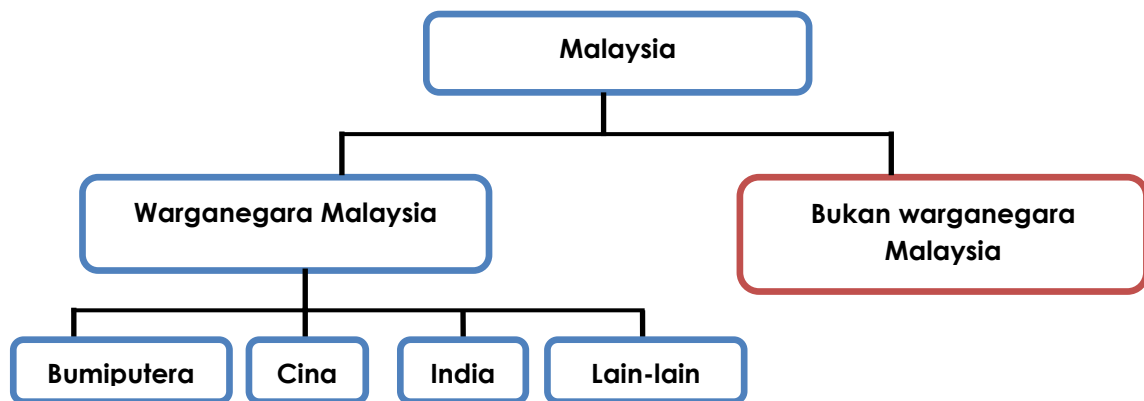 Malaysia
Warganegara Malaysia
Bukan warganegara
Malaysia
Bumiputera
Cina
India
Lain-lain